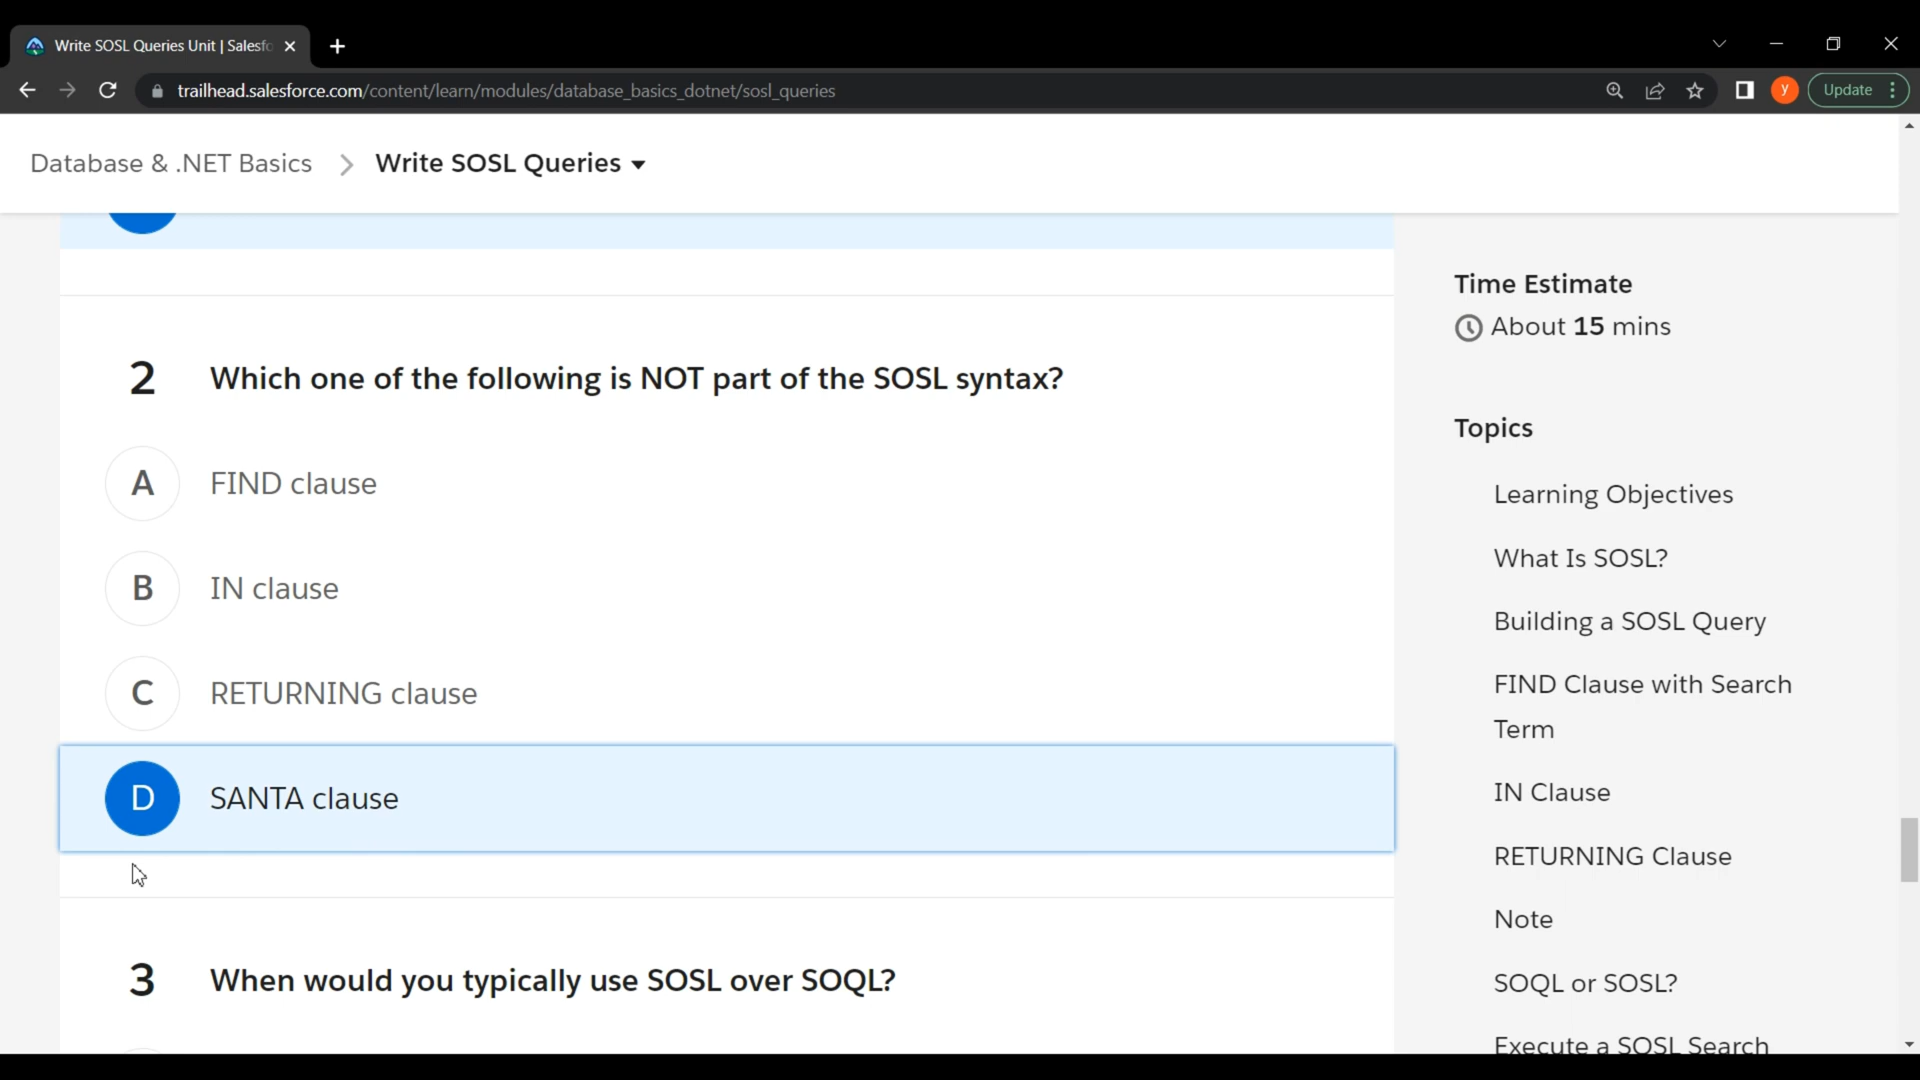 Write SOSL Queries Unit | Salesfo
trailhead.salesforce.com/content/learn/modules/database_basics_dotnet/sosl_queries
y
Update
Database & .NET Basics
Write SOSL Queries
2
Which one of the following is NOT part of the SOSL syntax?
A
FIND clause
B
IN clause
C
RETURNING clause
D
SANTA clause
3
When would you typically use SOSL over SOQL?
Time Estimate
About 15 mins
Topics
Learning Objectives
What Is SOSL?
Building a SOSL Query
FIND Clause with Search
Term
IN Clause
RETURNING Clause
Note
SOQL or SOSL?
Execute a SOSL Search